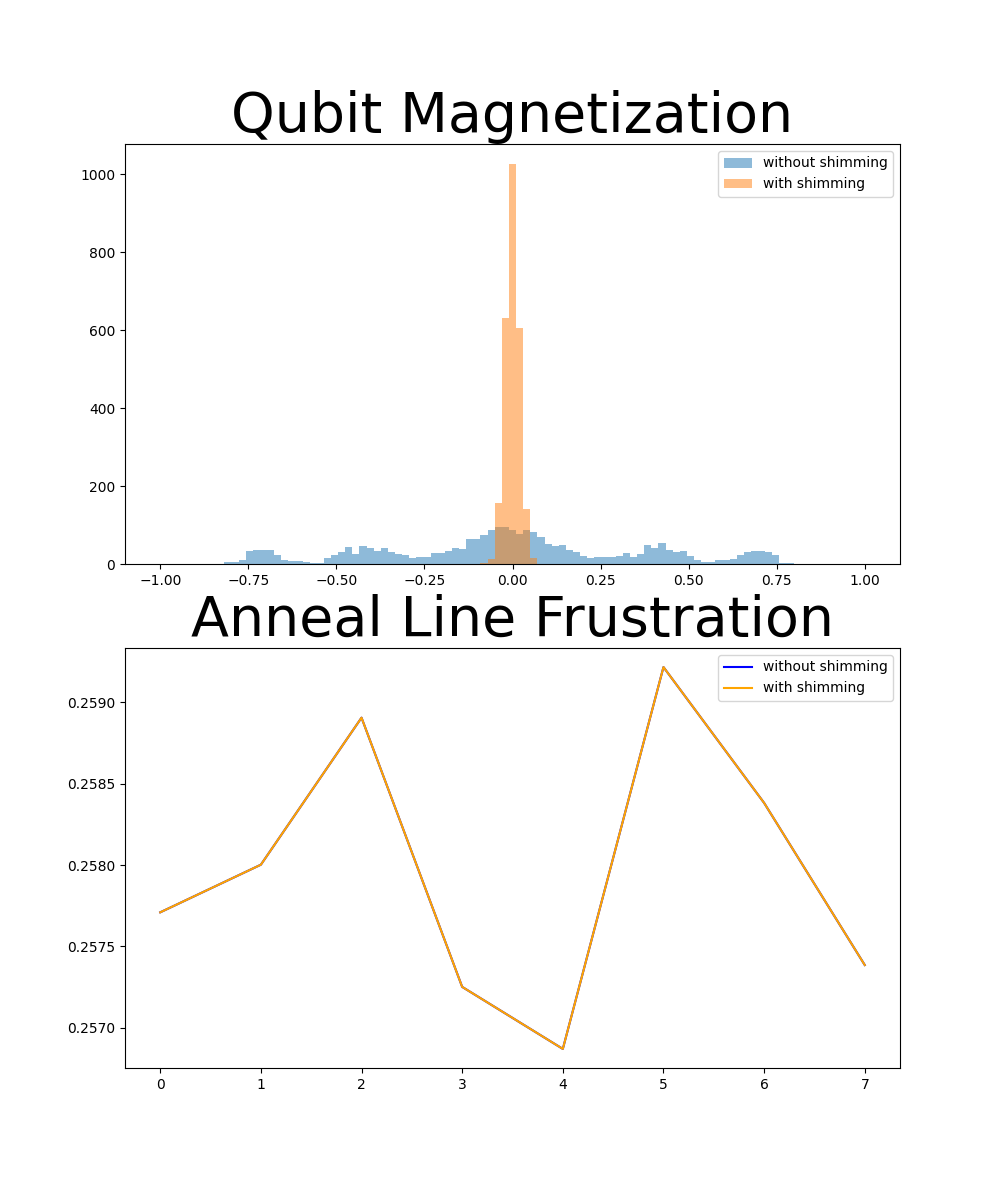 Qubit Magnetization
without shimming
with shimming
1000
800
600
400
200
0
−1.00 −0.75 −0.50 −0.25 0.00 0.25 0.50 0.75 1.00
Anneal Line Frustration
without shimming
with shimming
0.2590
0.2585
0.2580
0.2575
0.2570
0 1 2 3 4 5 6 7